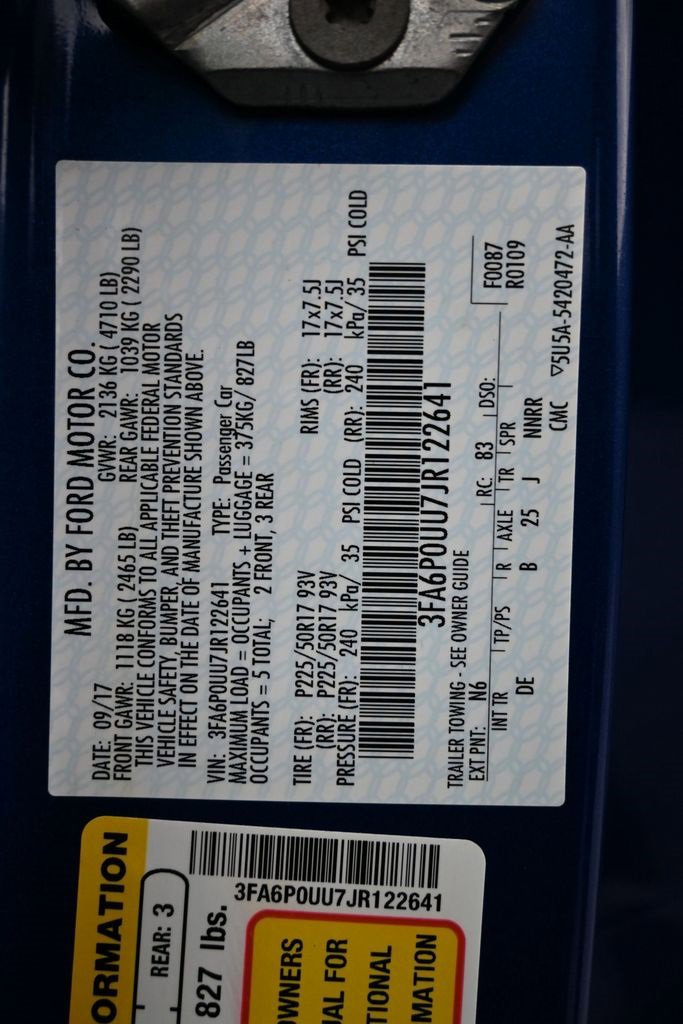 MFD. BY FORD MOTOR CO.
DATE: 09/17 GVWR: 2136 KG ( 4710 LB)
FRONT GAWR: 1118 KG ( 2465 LB) REAR GAWR: 1039 KG ( 2290 LB)
THIS VEHICLE CONFORMS TO ALL APPLICABLE FEDERAL MOTOR
VEHICLE SAFETY, BUMPER, AND THEFT PREVENTION STANDARDS
IN EFFECT ON THE DATE OF MANUFACTURE SHOWN ABOVE.
VIN: 3FA6P0UU7JR122641 TYPE: Passenger Car
MAXIMUM LOAD = OCCUPANTS + LUGGAGE = 375KG/ 827LB
OCCUPANTS = 5 TOTAL; 2 FRONT, 3 REAR
TIRE (FR): P225/50R17 93V RIMS (FR): 17x7.5J
(RR): P225/50R17 93V (RR): 17x7.5J
PRESSURE (FR): 240 kPa/ 35 PSI COLD (RR): 240 kPa/ 35 PSI COLD
3FA6P0UU7JR122641
TRAILER TOWING - SEE OWNER GUIDE
F0087
EXT PNT: N6 RC: 83 DSO: R0109
INT TR TP/PS R AXLE TR SPR
DE B 25 J NNRR
CMC ▽5U5A-5420472-AA
ORMATION
REAR: 3
827 lbs.
3FA6P0UU7JR122641
OWNERS
UAL FOR
TIONAL
MATION